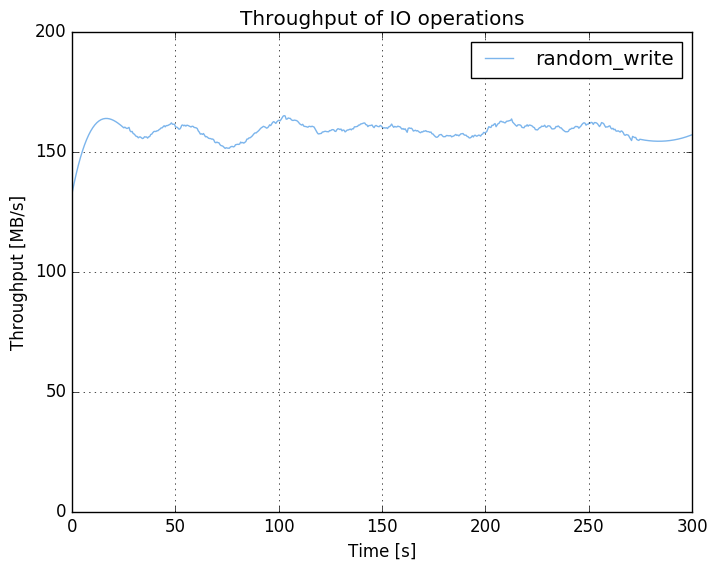 Throughput of IO operations
random_write
Throughput [MB/s]
200
150
100
50
0
0 50 100 150 200 250 300
Time [s]